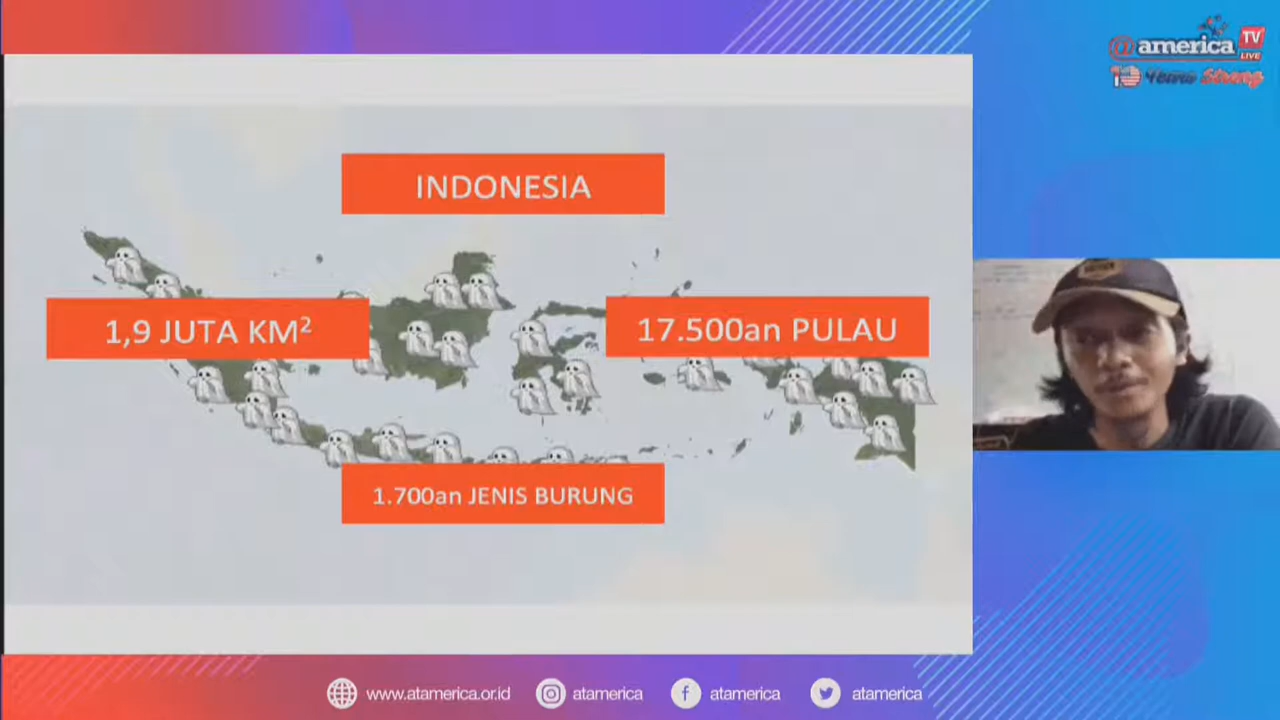 @america TV
LIVE
10 Years Strong
INDONESIA
1,9 JUTA KM²
17.500an PULAU
1.700an JENIS BURUNG
www.atamerica.or.id
atamerica
atamerica
atamerica